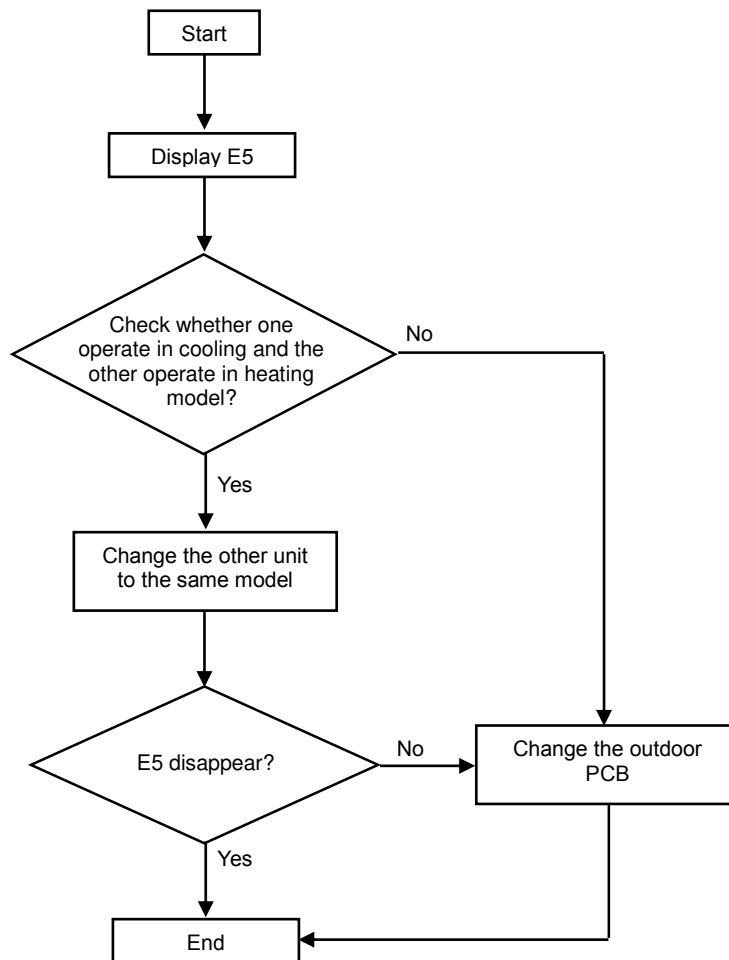 Start
Display E5
Check whether one
operate in cooling and the
other operate in heating
model?
No
Yes
Change the other unit
to the same model
E5 disappear?
No
Change the outdoor
PCB
Yes
End